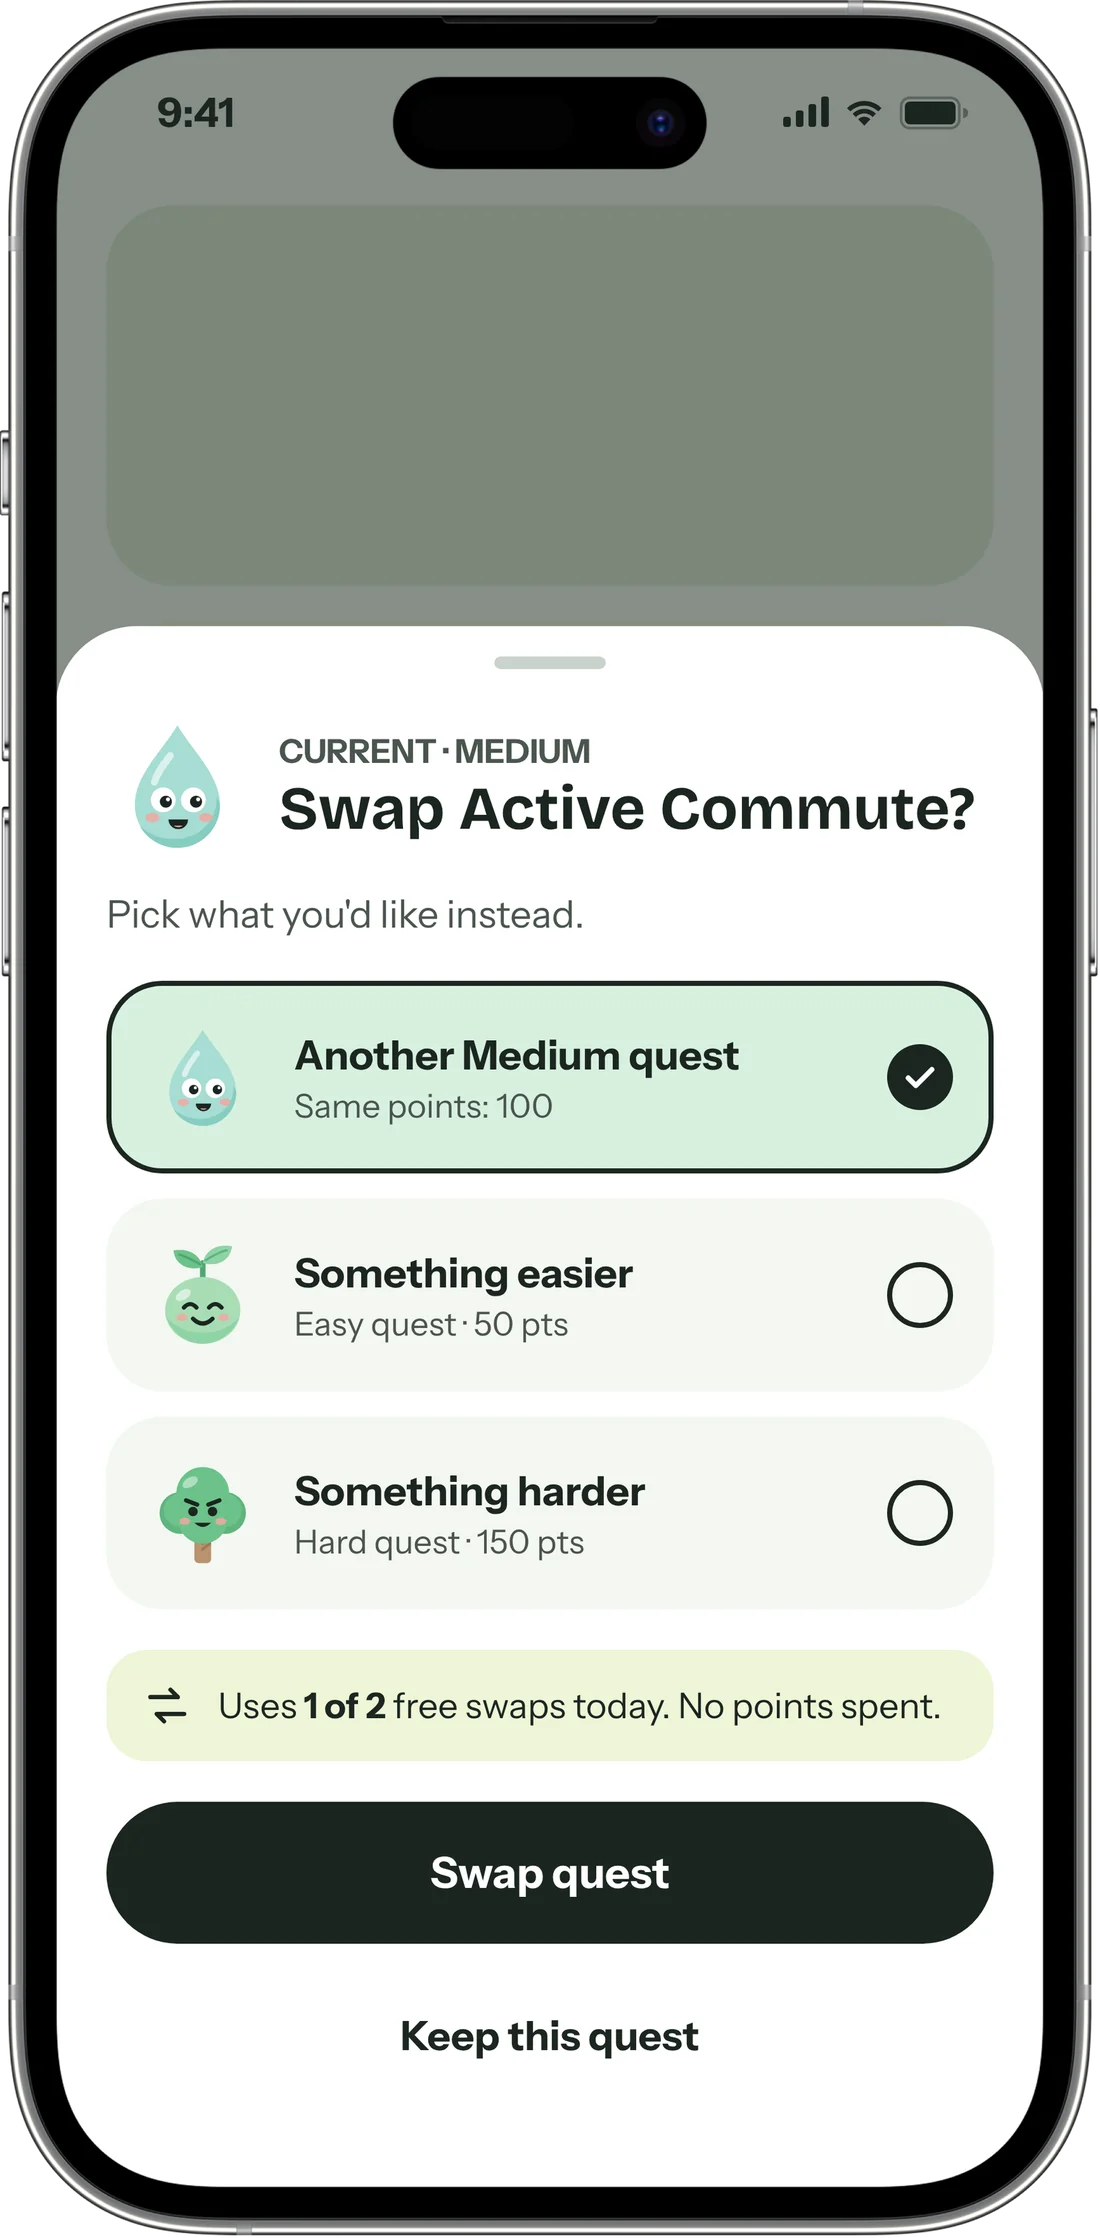 9:41
CURRENT · MEDIUM
Swap Active Commute?
Pick what you'd like instead.
Another Medium quest
Same points: 100
Something easier
Easy quest · 50 pts
Something harder
Hard quest · 150 pts
Uses 1 of 2 free swaps today. No points spent.
Swap quest
Keep this quest